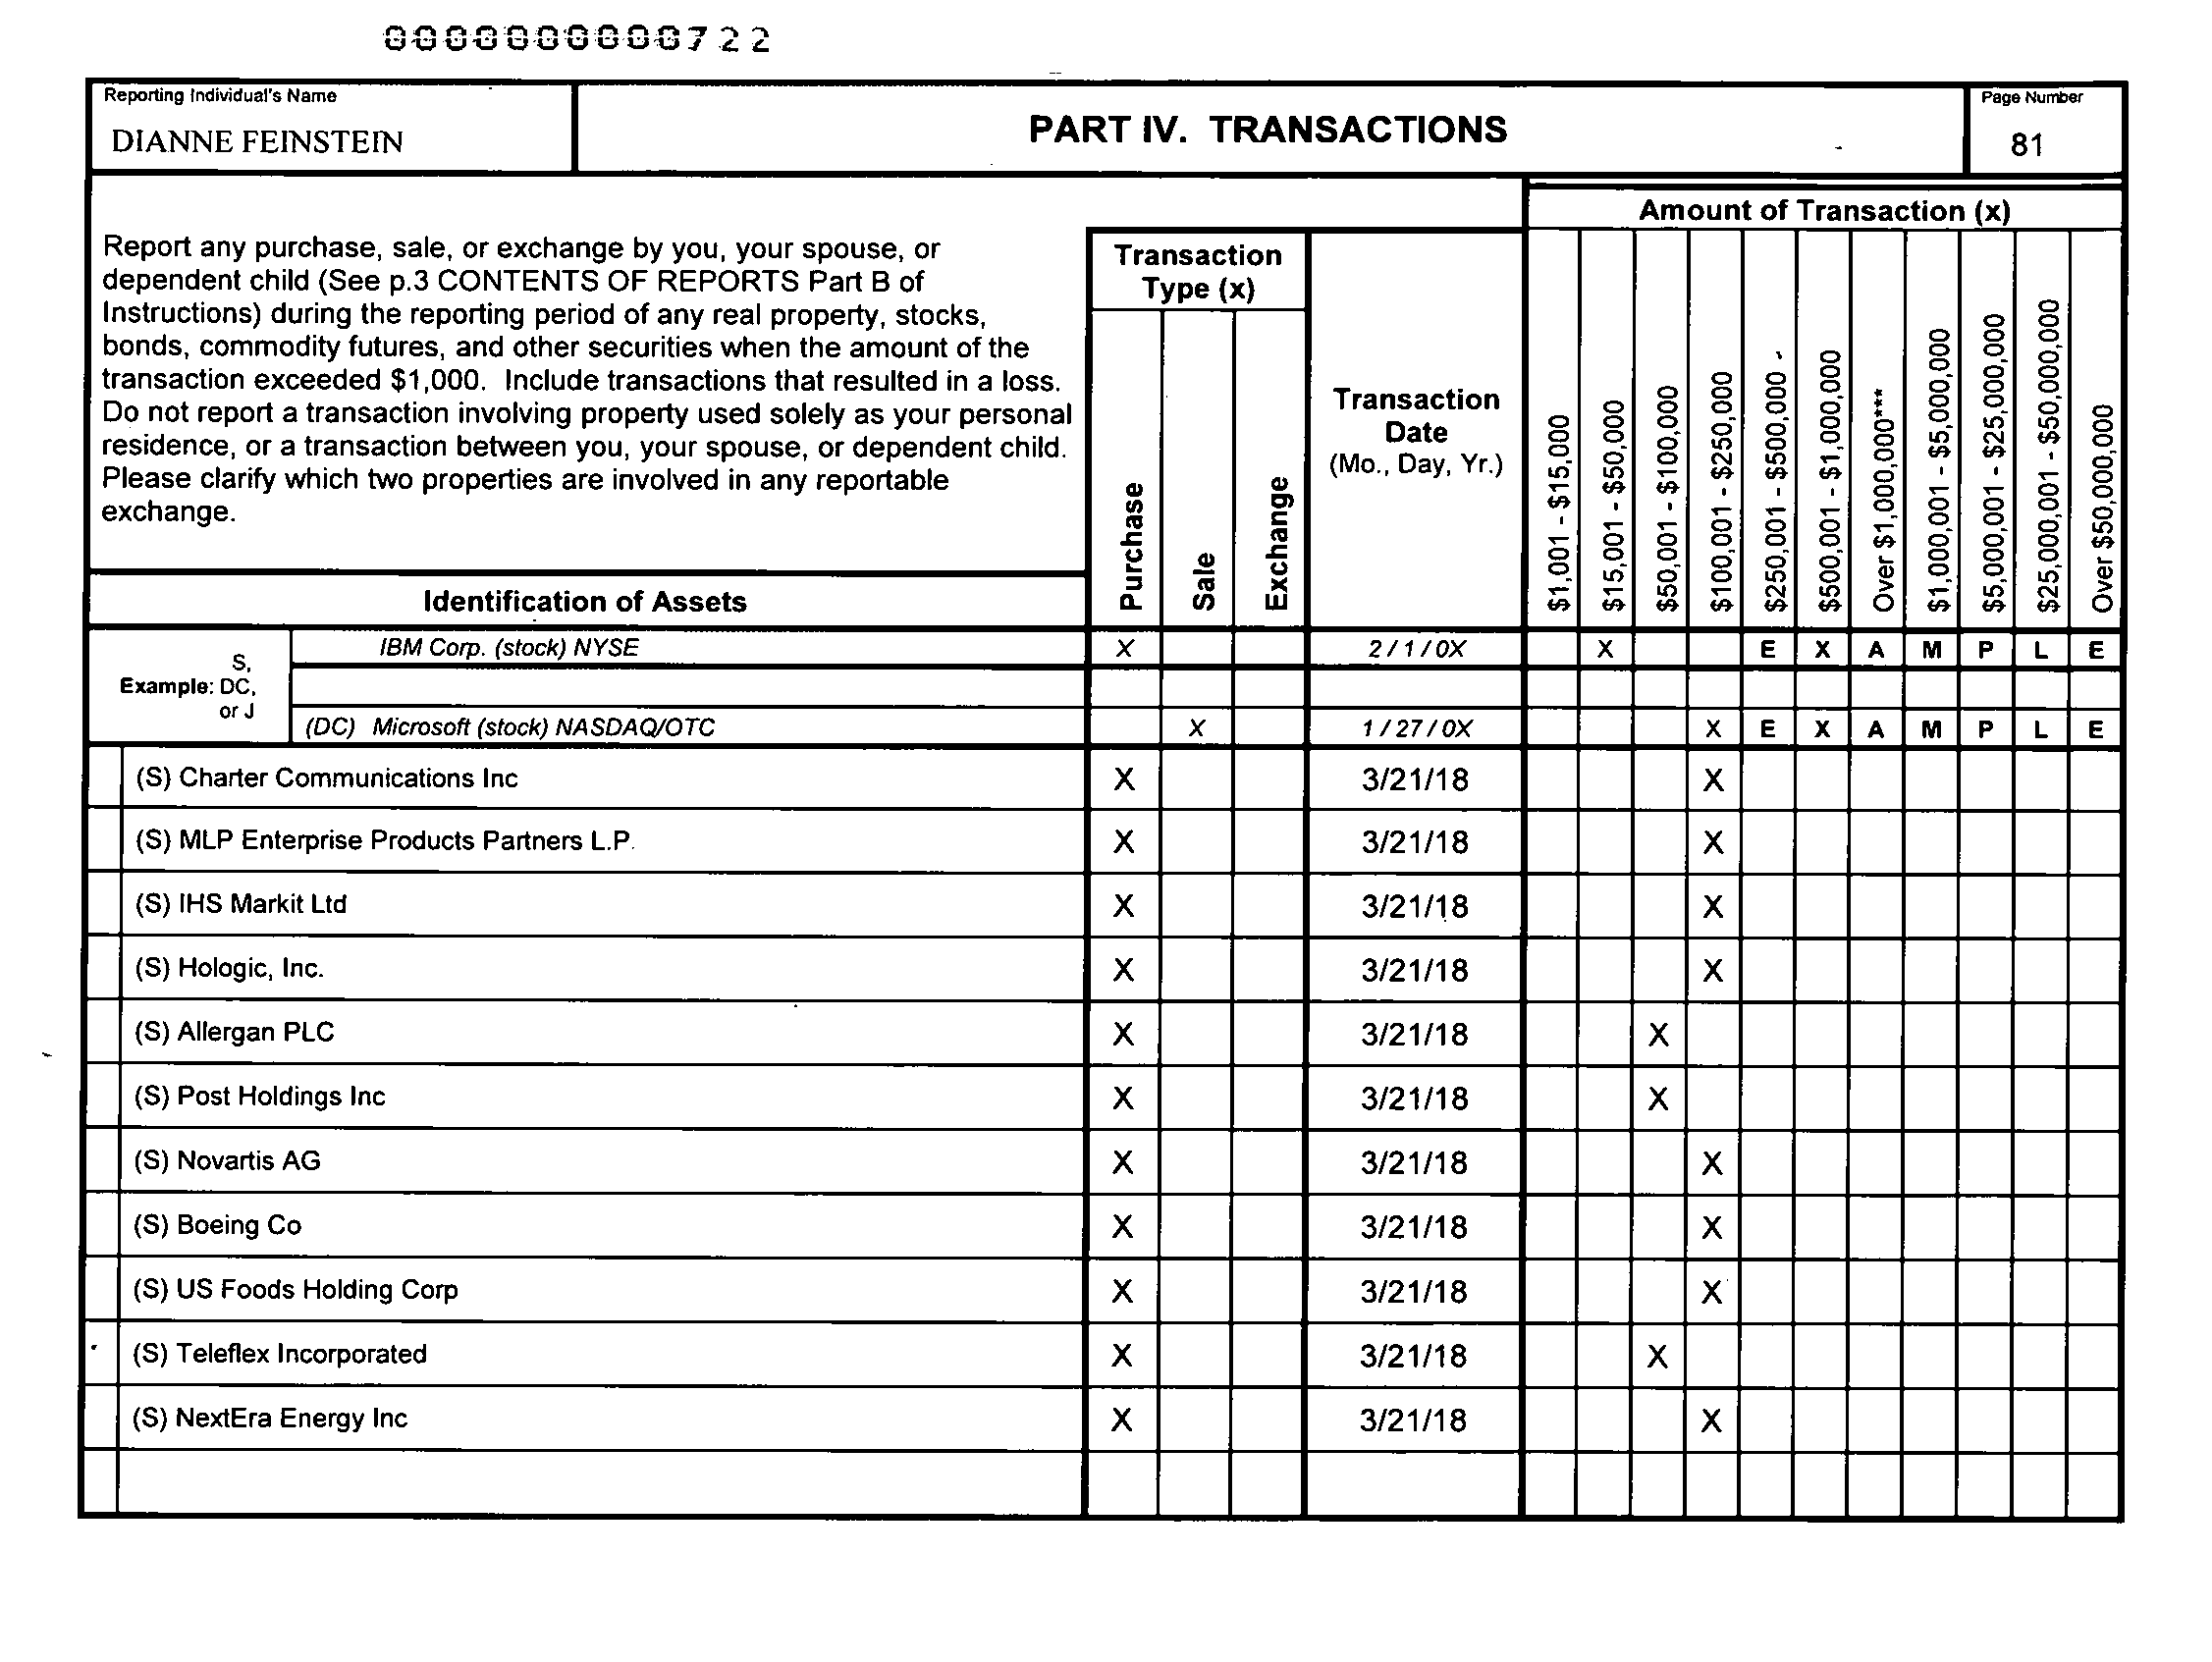 000000000722
Reporting Individual's Name
DIANNE FEINSTEIN
PART IV. TRANSACTIONS
Page Number
81
Report any purchase, sale, or exchange by you, your spouse, or
dependent child (See p.3 CONTENTS OF REPORTS Part B of
Instructions) during the reporting period of any real property, stocks,
bonds, commodity futures, and other securities when the amount of the
transaction exceeded $1,000. Include transactions that resulted in a loss.
Do not report a transaction involving property used solely as your personal
residence, or a transaction between you, your spouse, or dependent child.
Please clarify which two properties are involved in any reportable
exchange.
Identification of Assets
Transaction
Type (x)
Purchase
Sale
Exchange
Transaction
Date
(Mo., Day, Yr.)
Amount of Transaction (x)
$1,001 - $15,000
$15,001 - $50,000
$50,001 - $100,000
$100,001 - $250,000
$250,001 - $500,000
$500,001 - $1,000,000
Over $1,000,000***
$1,000,001 - $5,000,000
$5,000,001 - $25,000,000
$25,000,001 - $50,000,000
Over $50,000,000
S,
Example: DC,
or J
IBM Corp. (stock) NYSE X 2 / 1 / 0X X E X A M P L E
(DC) Microsoft (stock) NASDAQ/OTC X 1 / 27 / 0X X E X A M P L E
(S) Charter Communications Inc X 3/21/18 X
(S) MLP Enterprise Products Partners L.P. X 3/21/18 X
(S) IHS Markit Ltd X 3/21/18 X
(S) Hologic, Inc. X 3/21/18 X
(S) Allergan PLC X 3/21/18 X
(S) Post Holdings Inc X 3/21/18 X
(S) Novartis AG X 3/21/18 X
(S) Boeing Co X 3/21/18 X
(S) US Foods Holding Corp X 3/21/18 X
(S) Teleflex Incorporated X 3/21/18 X
(S) NextEra Energy Inc X 3/21/18 X